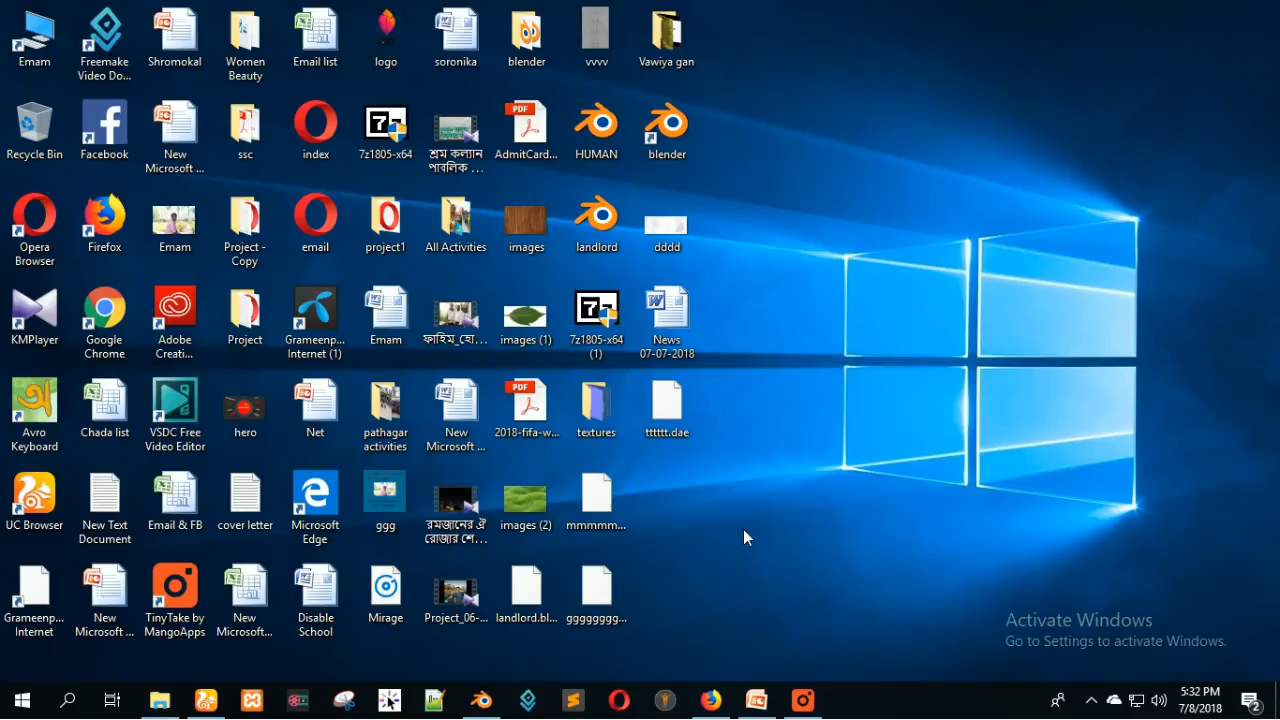 Emam
Freemake
Video Do...
Shromokal
Women
Beauty
Email list
logo
soronika
blender
vvvv
Vawiya gan
Recycle Bin
Facebook
New
Microsoft ...
ssc
index
7z1805-x64
শ্রম কল্যান
পাবলিক ...
PDF
AdmitCard...
HUMAN
blender
Opera
Browser
Firefox
Emam
Project -
Copy
email
project1
All Activities
images
landlord
dddd
KMPlayer
Google
Chrome
Adobe
Creati...
Project
Grameenp...
Internet (1)
Emam
ফাহিম_হো...
images (1)
7z1805-x64
(1)
News
07-07-2018
Avro
Keyboard
Chada list
VSDC Free
Video Editor
hero
Net
pathagar
activities
New
Microsoft ...
PDF
2018-fifa-w...
textures
tttttt.dae
UC Browser
New Text
Document
Email & FB
cover letter
Microsoft
Edge
ggg
রমজানের ঐ
রোজার শে...
images (2)
mmmmm...
Grameenp...
Internet
New
Microsoft ...
TinyTake by
MangoApps
New
Microsoft...
Disable
School
Mirage
Project_06-...
landlord.bl...
gggggggg...
Activate Windows
Go to Settings to activate Windows.
5:32 PM
7/8/2018
2